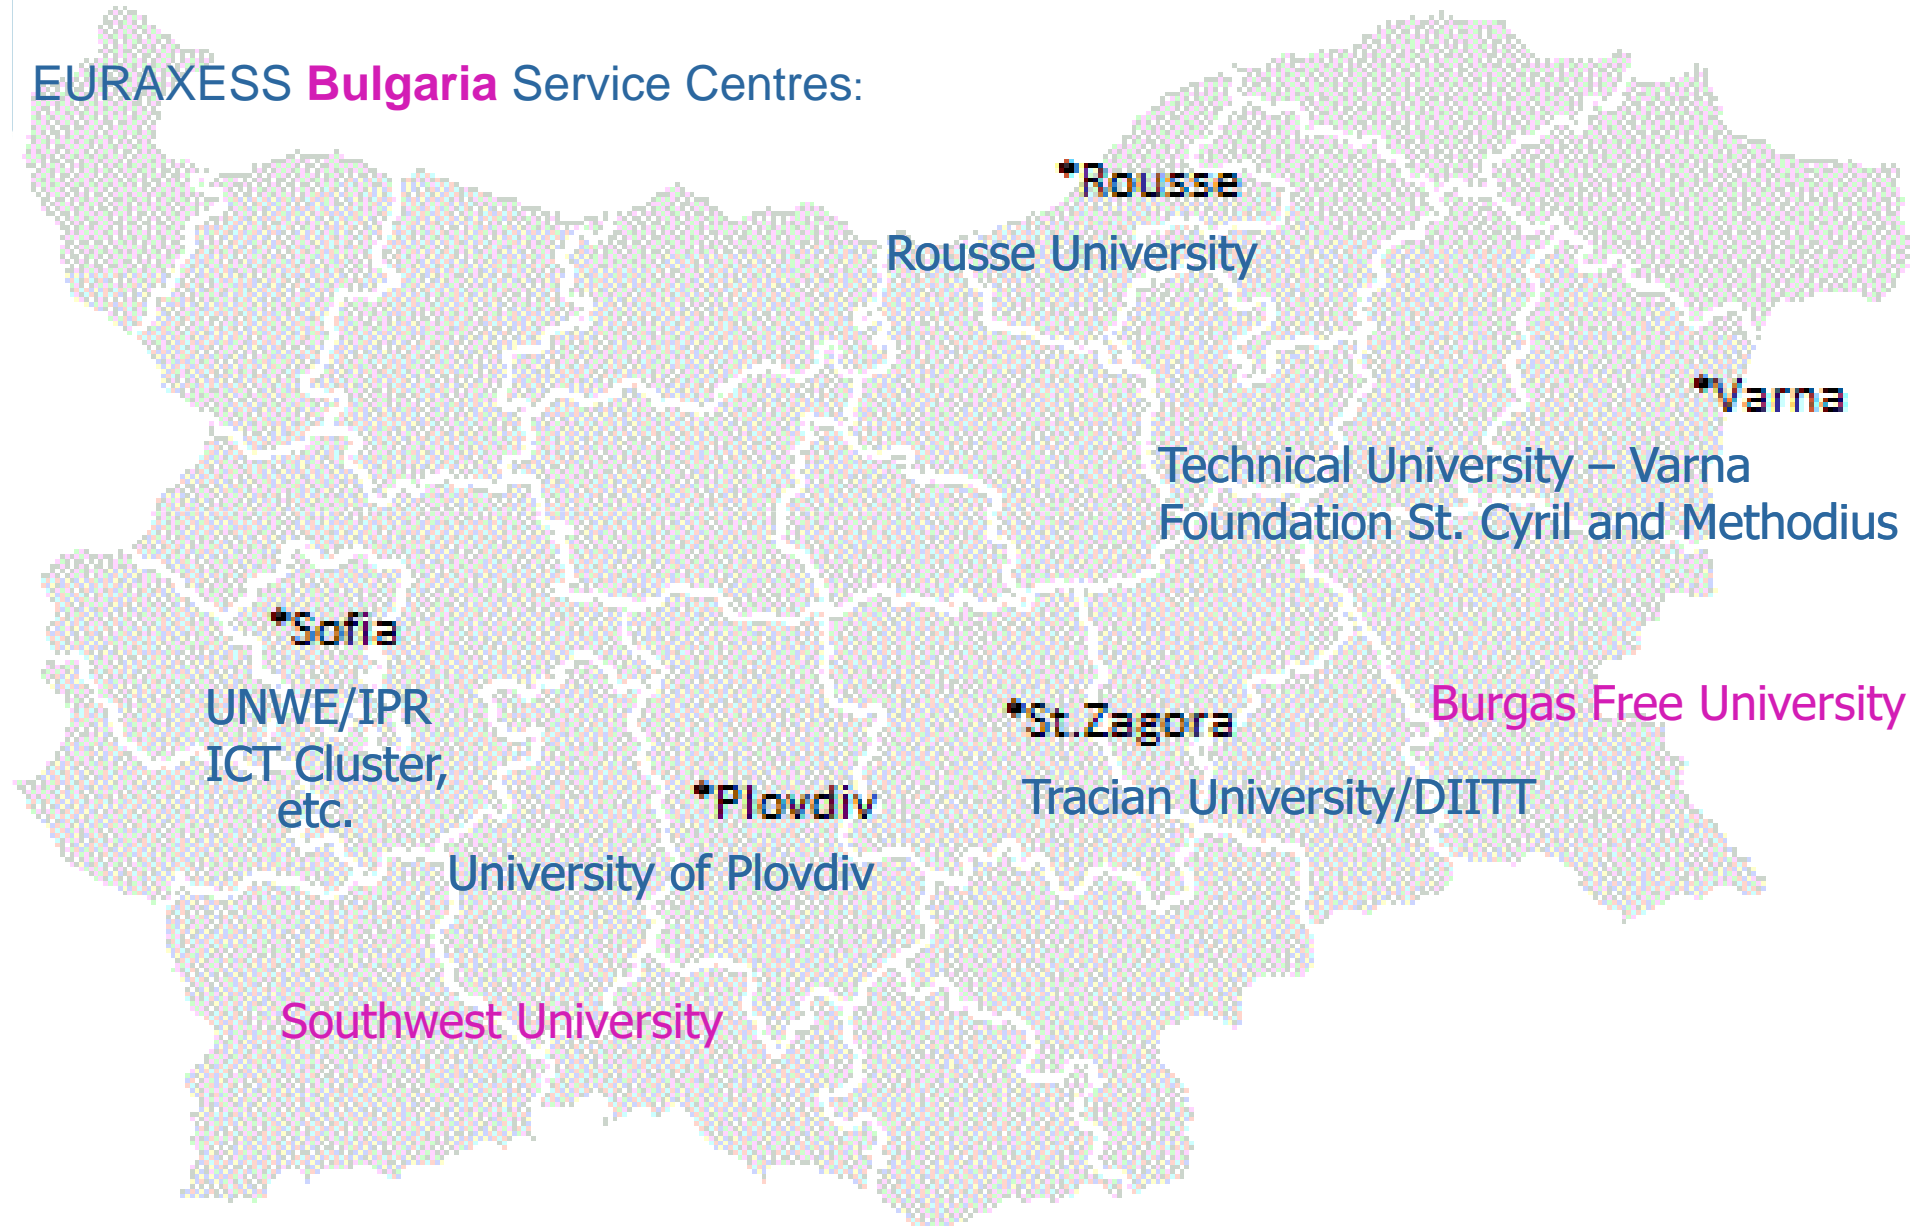 EURAXESS Bulgaria Service Centres:
•Rousse
Rousse University
•Varna
Technical University – Varna
Foundation St. Cyril and Methodius
•Sofia
UNWE/IPR
ICT Cluster,
etc.
Burgas Free University
•St.Zagora
Tracian University/DIITT
•Plovdiv
University of Plovdiv
Southwest University